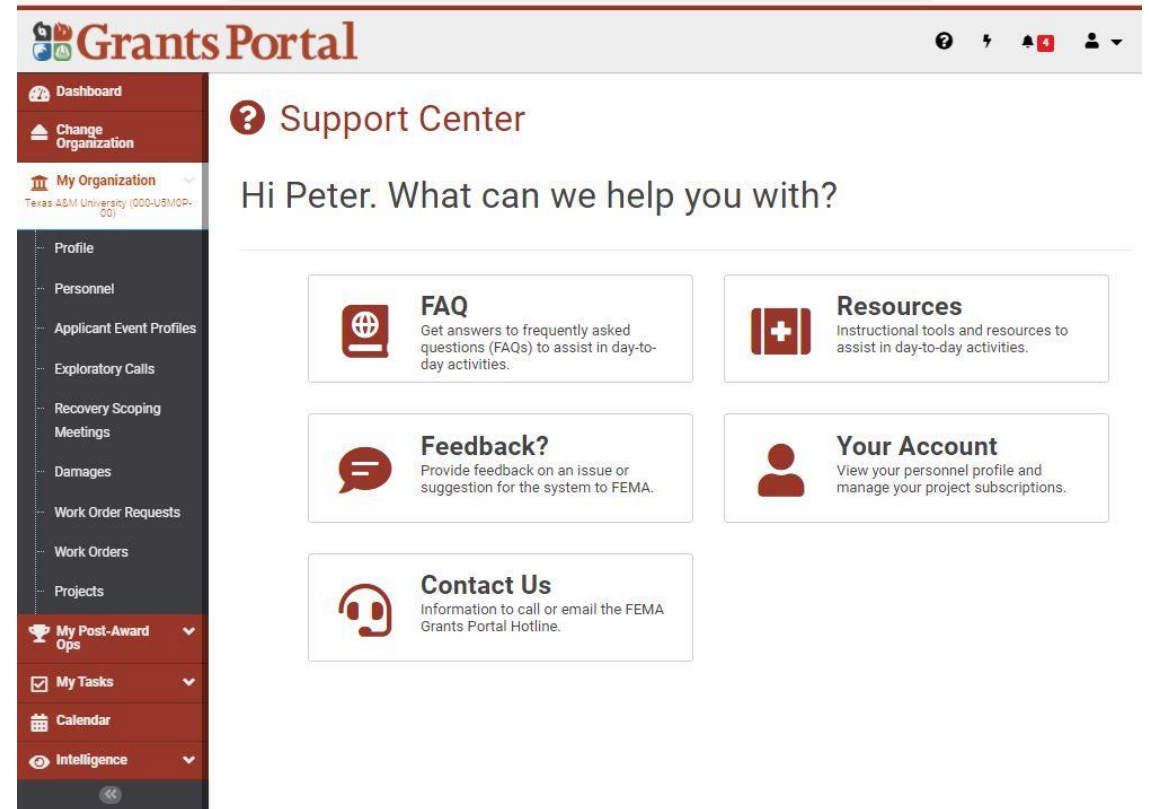 Grants Portal
4
Dashboard
Change
Organization
My Organization
Texas A&M University (000-U5M0P-
00)
Profile
Personnel
Applicant Event Profiles
Exploratory Calls
Recovery Scoping
Meetings
Damages
Work Order Requests
Work Orders
Projects
My Post-Award
Ops
My Tasks
Calendar
Intelligence
Support Center
Hi Peter. What can we help you with?
FAQ
Get answers to frequently asked
questions (FAQs) to assist in day-to-
day activities.
Resources
Instructional tools and resources to
assist in day-to-day activities.
Feedback?
Provide feedback on an issue or
suggestion for the system to FEMA.
Your Account
View your personnel profile and
manage your project subscriptions.
Contact Us
Information to call or email the FEMA
Grants Portal Hotline.